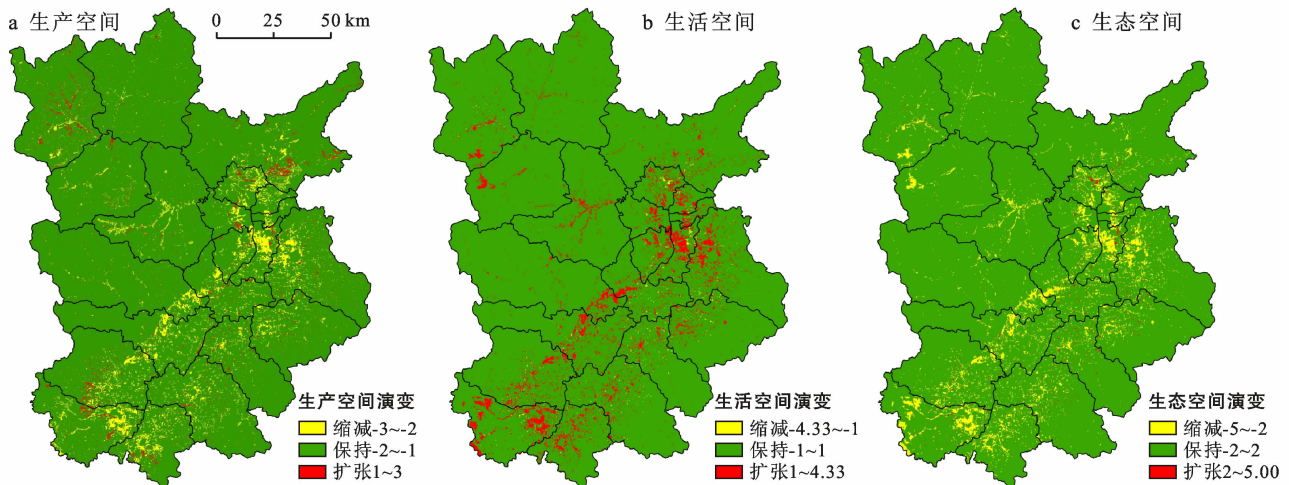 a 生产空间
0 25 50 km
b 生活空间
c 生态空间
生产空间演变
缩减-3~-2
保持-2~-1
扩张1~3
生活空间演变
缩减-4.33~-1
保持-1~1
扩张1~4.33
生态空间演变
缩减-5~-2
保持-2~2
扩张2~5.00